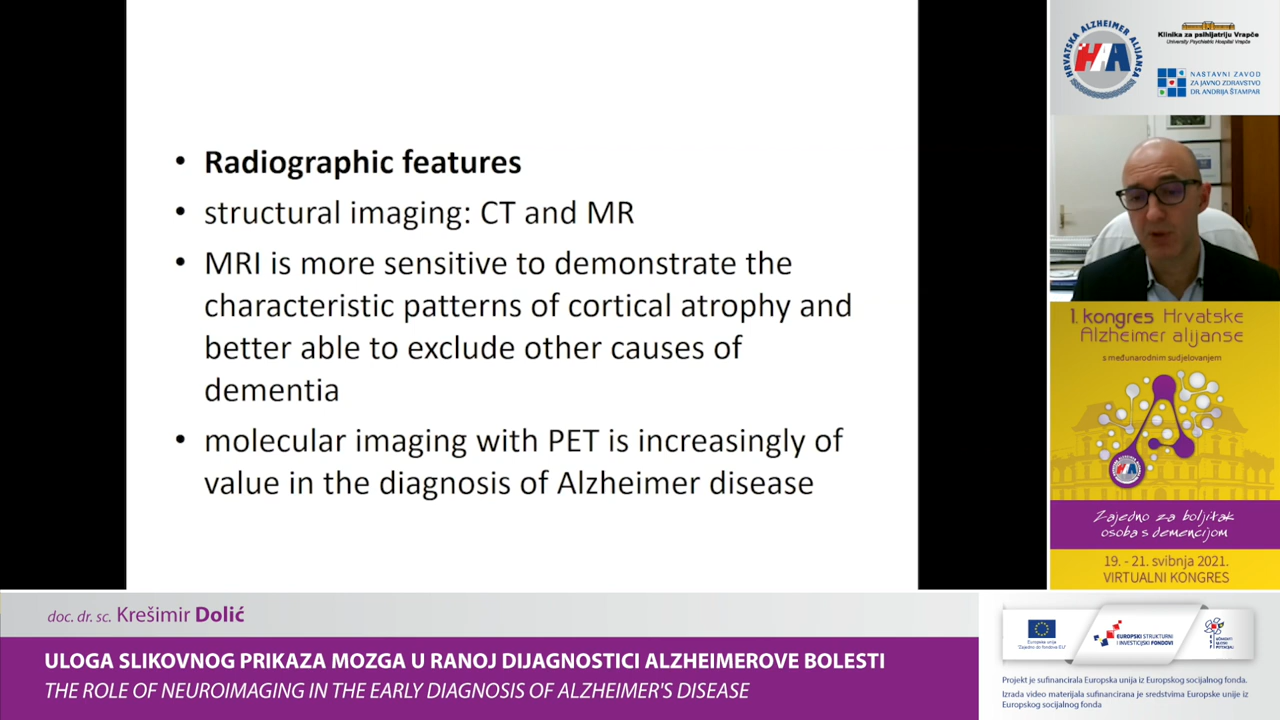 • Radiographic features
• structural imaging: CT and MR
• MRI is more sensitive to demonstrate the
characteristic patterns of cortical atrophy and
better able to exclude other causes of
dementia
• molecular imaging with PET is increasingly of
value in the diagnosis of Alzheimer disease
HRVATSKA ALZHEIMER ALIJANSA
HAA
Klinika za psihijatriju Vrapče
University Psychiatric Hospital Vrapče
NASTAVNI ZAVOD
ZA JAVNO ZDRAVSTVO
DR. ANDRIJA ŠTAMPAR
1. kongres Hrvatske
Alzheimer alijanse
s međunarodnim sudjelovanjem
HAA
Zajedno za boljitak
osoba s demencijom
19. - 21. svibnja 2021.
VIRTUALNI KONGRES
doc. dr. sc. Krešimir Dolić
ULOGA SLIKOVNOG PRIKAZA MOZGA U RANOJ DIJAGNOSTICI ALZHEIMEROVE BOLESTI
THE ROLE OF NEUROIMAGING IN THE EARLY DIAGNOSIS OF ALZHEIMER'S DISEASE
Europska unija
"Zajedno do fondova EU"
EUROPSKI STRUKTURNI
I INVESTICIJSKI FONDOVI
Projekt je sufinancirala Europska unija iz Europskog socijalnog fonda.
Izrada video materijala sufinancirana je sredstvima Europske unije iz
Europskog socijalnog fonda